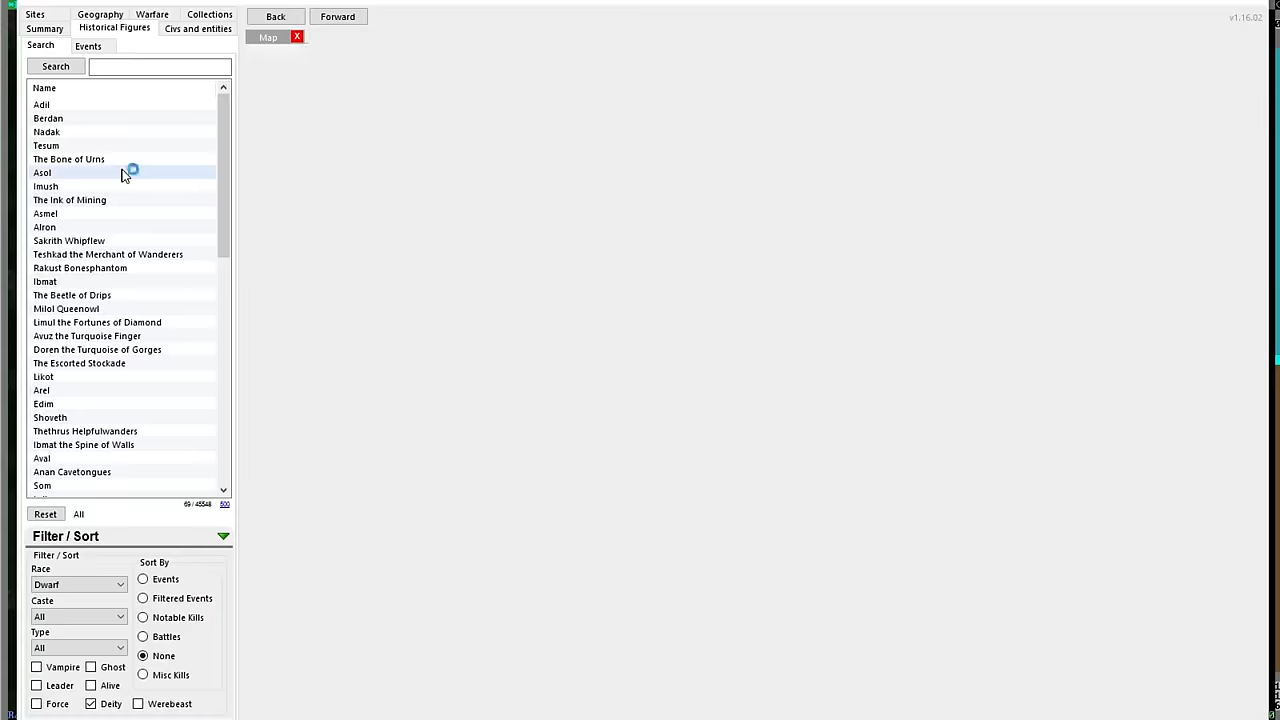 Sites Geography Warfare Collections
Summary Historical Figures Civs and entities
Search Events
Search
Name
Adil
Berdan
Nadak
Tesum
The Bone of Urns
Asol
Imush
The Ink of Mining
Asmel
Alron
Sakrith Whipflew
Teshkad the Merchant of Wanderers
Rakust Bonesphantom
Ibmat
The Beetle of Drips
Milol Queenowl
Limul the Fortunes of Diamond
Avuz the Turquoise Finger
Doren the Turquoise of Gorges
The Escorted Stockade
Likot
Arel
Edim
Shoveth
Thethrus Helpfulwanders
Ibmat the Spine of Walls
Aval
Anan Cavetongues
Som
69 / 45548 500
Reset All
Filter / Sort
Filter / Sort
Race
Dwarf
Caste
All
Type
All
Vampire Ghost
Leader Alive
Force Deity Werebeast
Sort By
Events
Filtered Events
Notable Kills
Battles
None
Misc Kills
Back Forward
Map X
v1.16.02